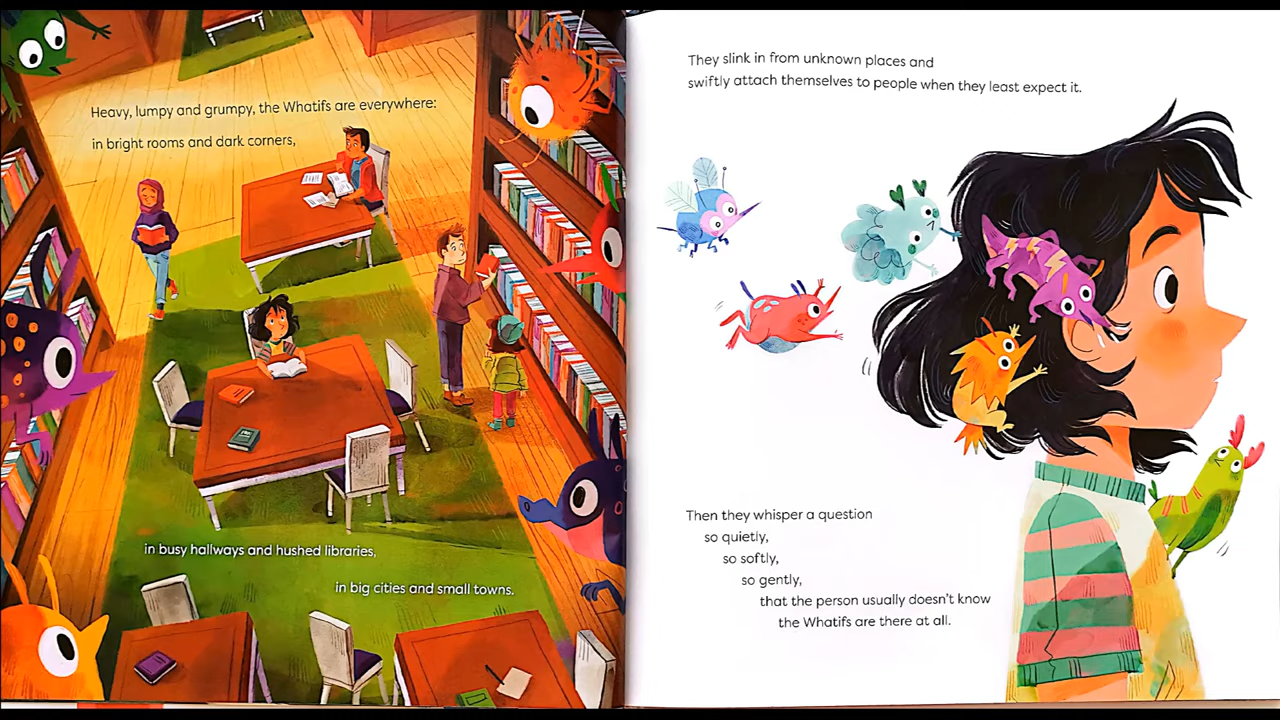 Heavy, lumpy and grumpy, the Whatifs are everywhere:
in bright rooms and dark corners,
in busy hallways and hushed libraries,
in big cities and small towns.
They slink in from unknown places and
swiftly attach themselves to people when they least expect it.
Then they whisper a question
so quietly,
so softly,
so gently,
that the person usually doesn't know
the Whatifs are there at all.